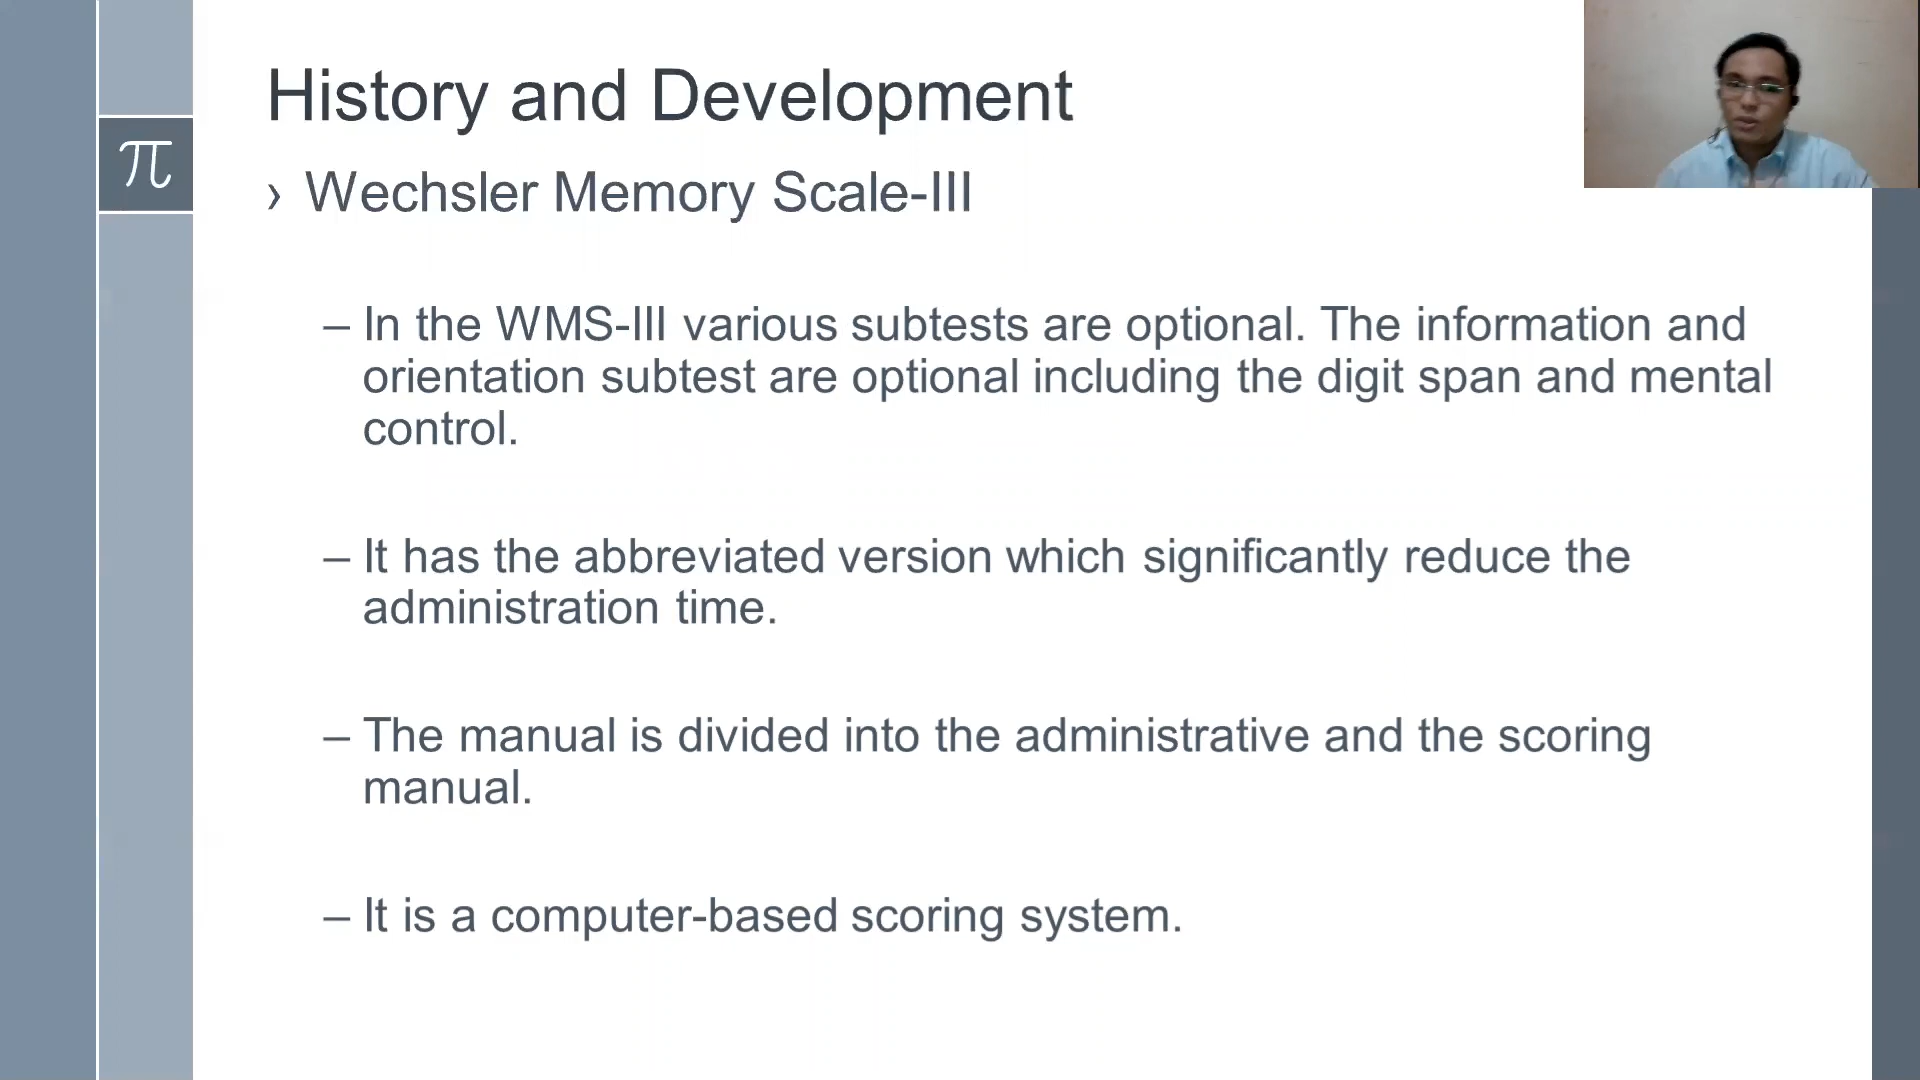 History and Development
π
› Wechsler Memory Scale-III
– In the WMS-III various subtests are optional. The information and
orientation subtest are optional including the digit span and mental
control.
– It has the abbreviated version which significantly reduce the
administration time.
– The manual is divided into the administrative and the scoring
manual.
– It is a computer-based scoring system.